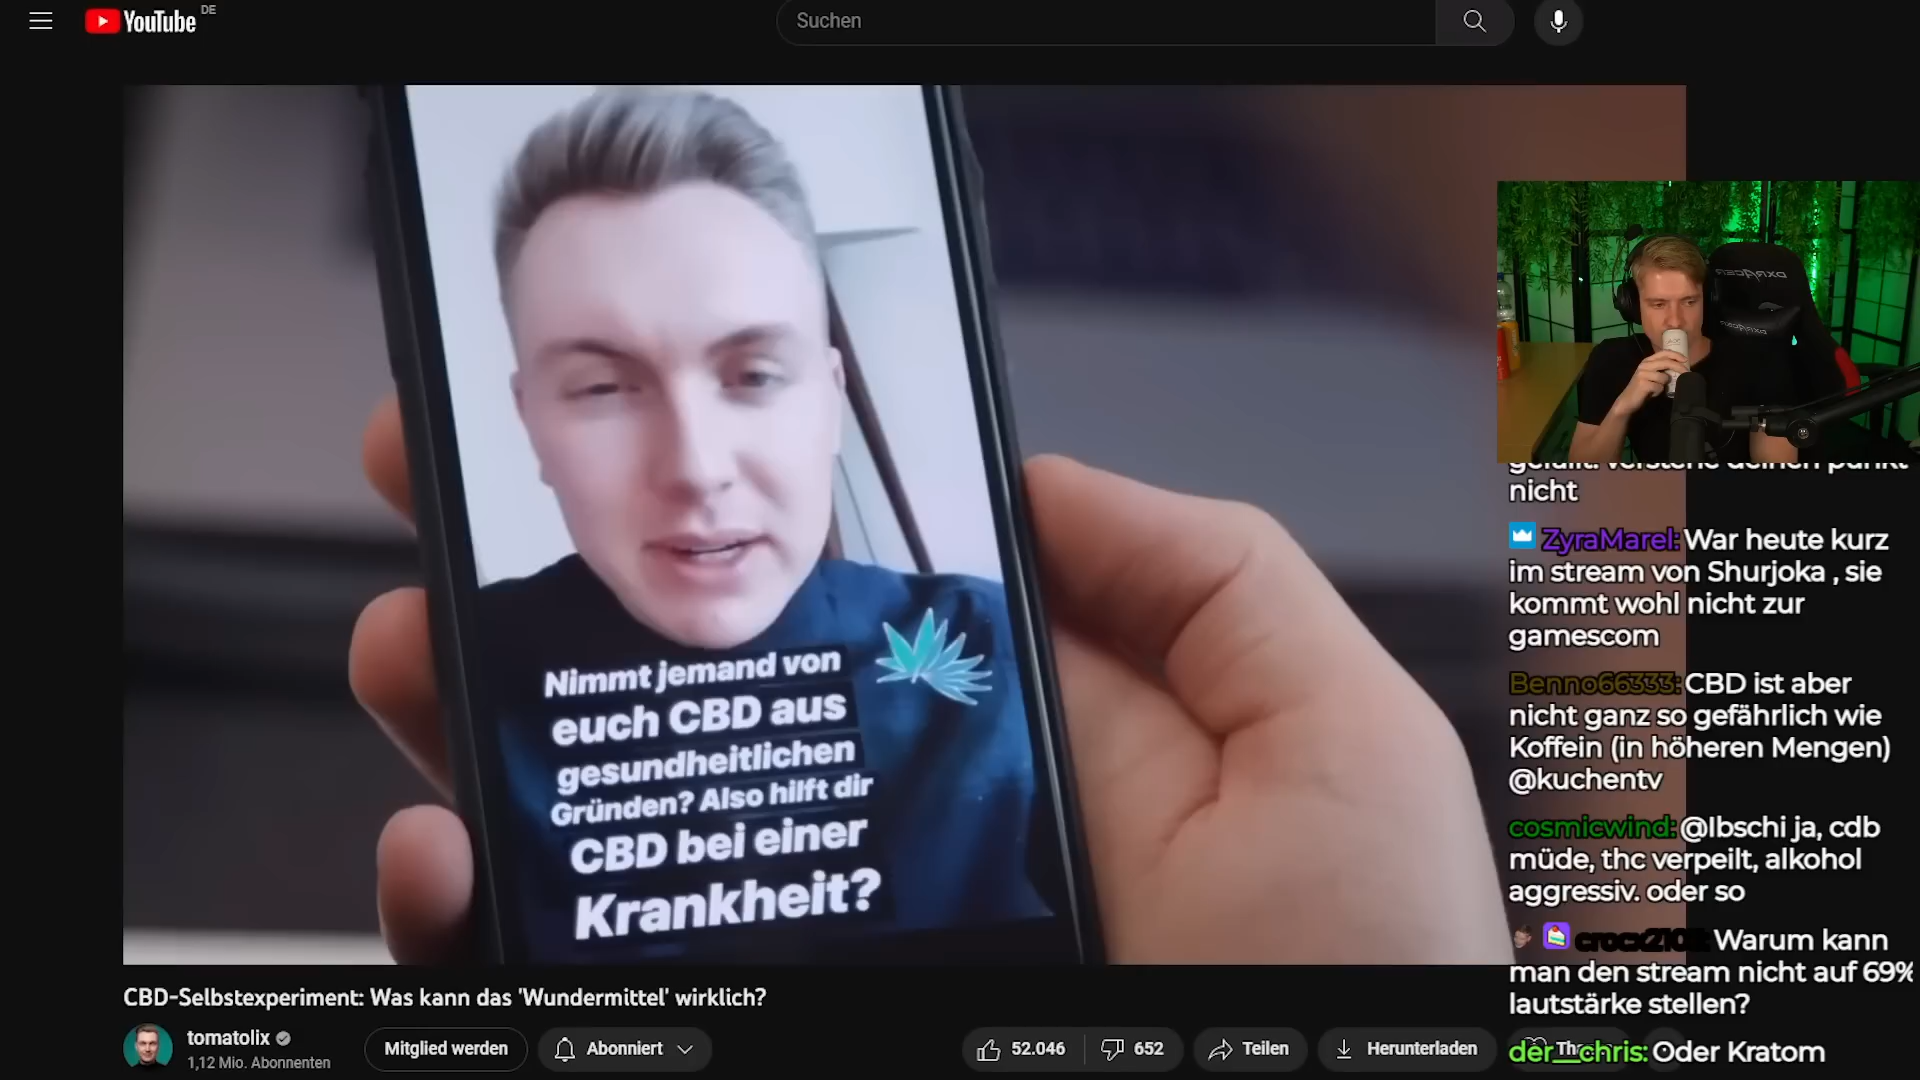 YouTube DE
Suchen
Nimmt jemand von
euch CBD aus
gesundheitlichen
Gründen? Also hilft dir
CBD bei einer
Krankheit?
CBD-Selbstexperiment: Was kann das 'Wundermittel' wirklich?
tomatolix
1,12 Mio. Abonnenten
Mitglied werden
Abonniert
52.046
652
Teilen
Herunterladen
DXRACER
nicht
ZyraMarel: War heute kurz
im stream von Shurjoka , sie
kommt wohl nicht zur
gamescom
Benno66333: CBD ist aber
nicht ganz so gefährlich wie
Koffein (in höheren Mengen)
@kuchentv
cosmicwind: @Ibschi ja, cdb
müde, thc verpeilt, alkohol
aggressiv. oder so
Warum kann
man den stream nicht auf 69%
lautstärke stellen?
der__chris: Oder Kratom